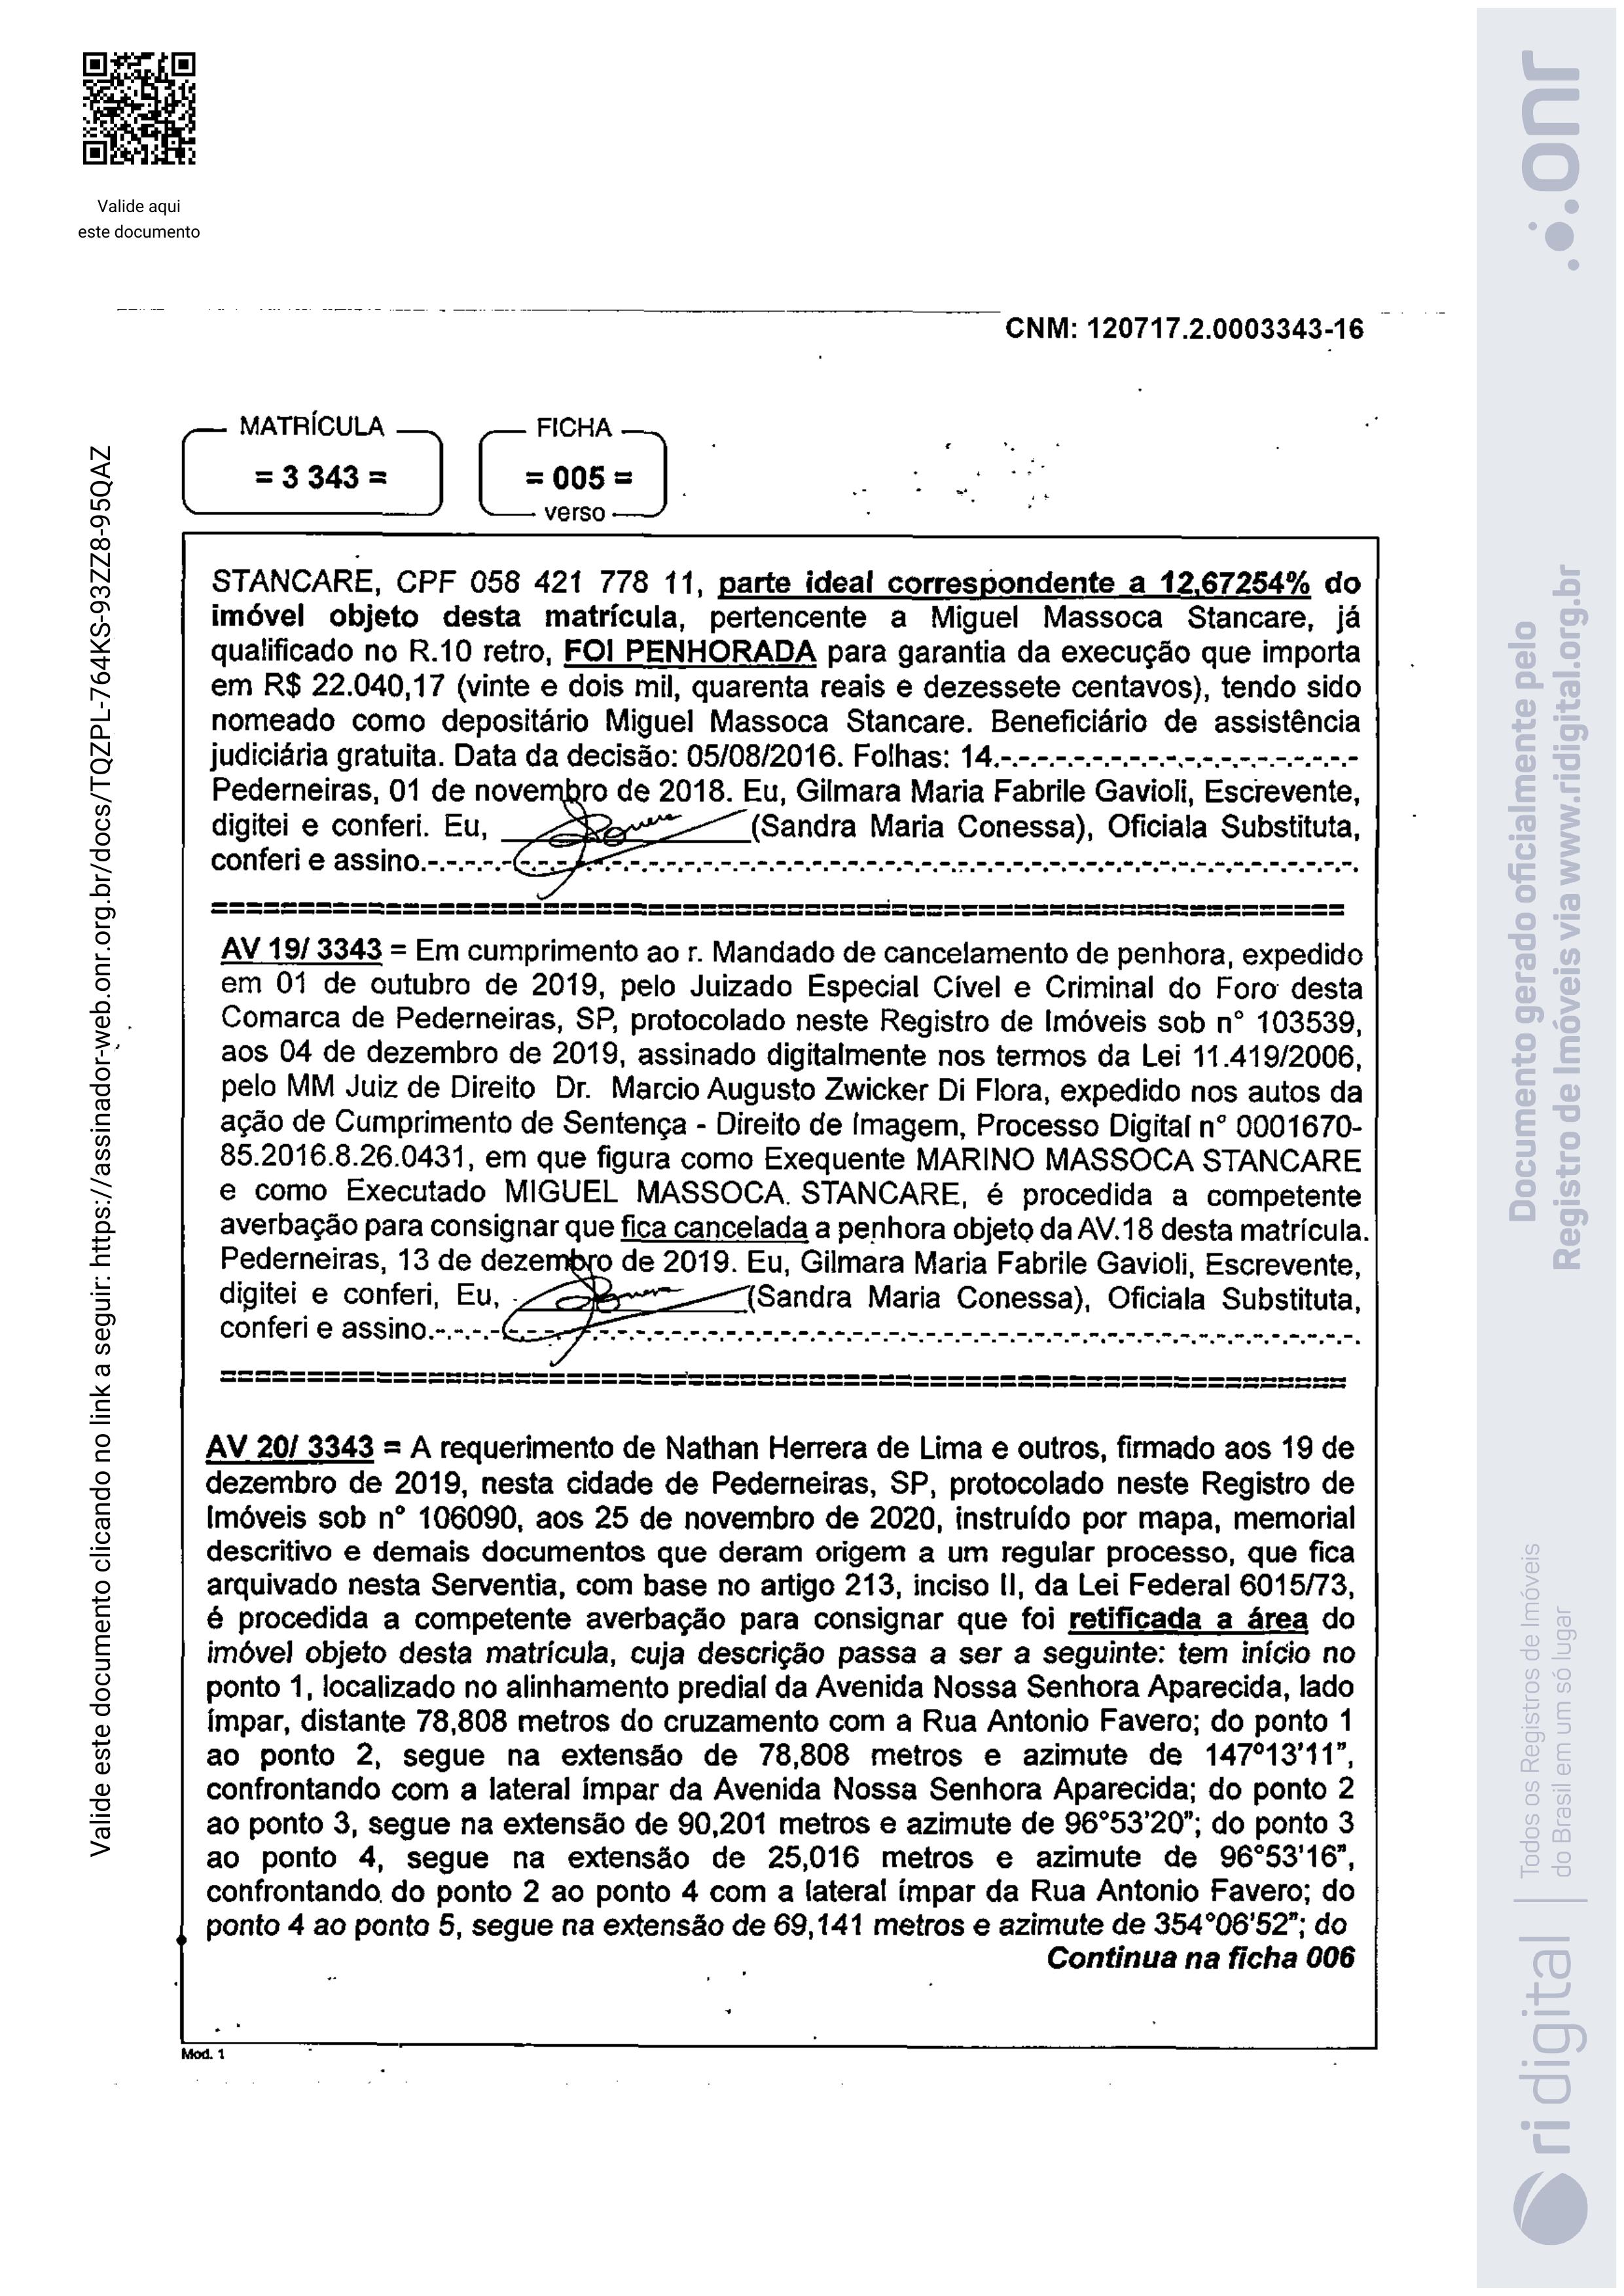 Valide aqui
este documento
CNM: 120717.2.0003343-16
MATRÍCULA
= 3 343 =
FICHA
= 005 =
verso
STANCARE, CPF 058 421 778 11, parte ideal correspondente a 12,67254% do
imóvel objeto desta matrícula, pertencente a Miguel Massoca Stancare, já
qualificado no R.10 retro, FOI PENHORADA para garantia da execução que importa
em R$ 22.040,17 (vinte e dois mil, quarenta reais e dezessete centavos), tendo sido
nomeado como depositário Miguel Massoca Stancare. Beneficiário de assistência
judiciária gratuita. Data da decisão: 05/08/2016. Folhas: 14.-.-.-.-.-.-.-.-.-.-.-.-.-.-.-.-.-.-.-.-
Pederneiras, 01 de novembro de 2018. Eu, Gilmara Maria Fabrile Gavioli, Escrevente,
digitei e conferi. Eu, (Sandra Maria Conessa), Oficiala Substituta,
conferi e assino.-.-.-.-.-.-.-.-.-.-.-.-.-.-.-.-.-.-.-.-.-.-.-.-.-.-.-.-.-.-.-.-.-.-.-.-.-.-.-.-.-.-.-.-.-.
==============================================================
AV 19/ 3343 = Em cumprimento ao r. Mandado de cancelamento de penhora, expedido
em 01 de outubro de 2019, pelo Juizado Especial Cível e Criminal do Foro desta
Comarca de Pederneiras, SP, protocolado neste Registro de Imóveis sob n° 103539,
aos 04 de dezembro de 2019, assinado digitalmente nos termos da Lei 11.419/2006,
pelo MM Juiz de Direito Dr. Marcio Augusto Zwicker Di Flora, expedido nos autos da
ação de Cumprimento de Sentença - Direito de Imagem, Processo Digital n° 0001670-
85.2016.8.26.0431, em que figura como Exequente MARINO MASSOCA STANCARE
e como Executado MIGUEL MASSOCA. STANCARE, é procedida a competente
averbação para consignar que fica cancelada a penhora objeto da AV.18 desta matrícula.
Pederneiras, 13 de dezembro de 2019. Eu, Gilmara Maria Fabrile Gavioli, Escrevente,
digitei e conferi, Eu, (Sandra Maria Conessa), Oficiala Substituta,
conferi e assino.-.-.-.-.-.-.-.-.-.-.-.-.-.-.-.-.-.-.-.-.-.-.-.-.-.-.-.-.-.-.-.-.-.-.-.-.-.-.-.-.-.-.-.-.-.
==============================================================
AV 20/ 3343 = A requerimento de Nathan Herrera de Lima e outros, firmado aos 19 de
dezembro de 2019, nesta cidade de Pederneiras, SP, protocolado neste Registro de
Imóveis sob n° 106090, aos 25 de novembro de 2020, instruído por mapa, memorial
descritivo e demais documentos que deram origem a um regular processo, que fica
arquivado nesta Serventia, com base no artigo 213, inciso II, da Lei Federal 6015/73,
é procedida a competente averbação para consignar que foi retificada a área do
imóvel objeto desta matrícula, cuja descrição passa a ser a seguinte: tem início no
ponto 1, localizado no alinhamento predial da Avenida Nossa Senhora Aparecida, lado
ímpar, distante 78,808 metros do cruzamento com a Rua Antonio Favero; do ponto 1
ao ponto 2, segue na extensão de 78,808 metros e azimute de 147°13'11",
confrontando com a lateral ímpar da Avenida Nossa Senhora Aparecida; do ponto 2
ao ponto 3, segue na extensão de 90,201 metros e azimute de 96°53'20"; do ponto 3
ao ponto 4, segue na extensão de 25,016 metros e azimute de 96°53'16",
confrontando do ponto 2 ao ponto 4 com a lateral ímpar da Rua Antonio Favero; do
ponto 4 ao ponto 5, segue na extensão de 69,141 metros e azimute de 354°06'52"; do
Continua na ficha 006
Mod. 1
Valide este documento clicando no link a seguir: https://assinador-web.onr.org.br/docs/TQZPL-764KS-93ZZ8-95QAZ
onr
Documento gerado oficialmente pelo
Registro de Imóveis via www.ridigital.org.br
Todos os Registros de Imóveis
do Brasil em um só lugar
ri digital